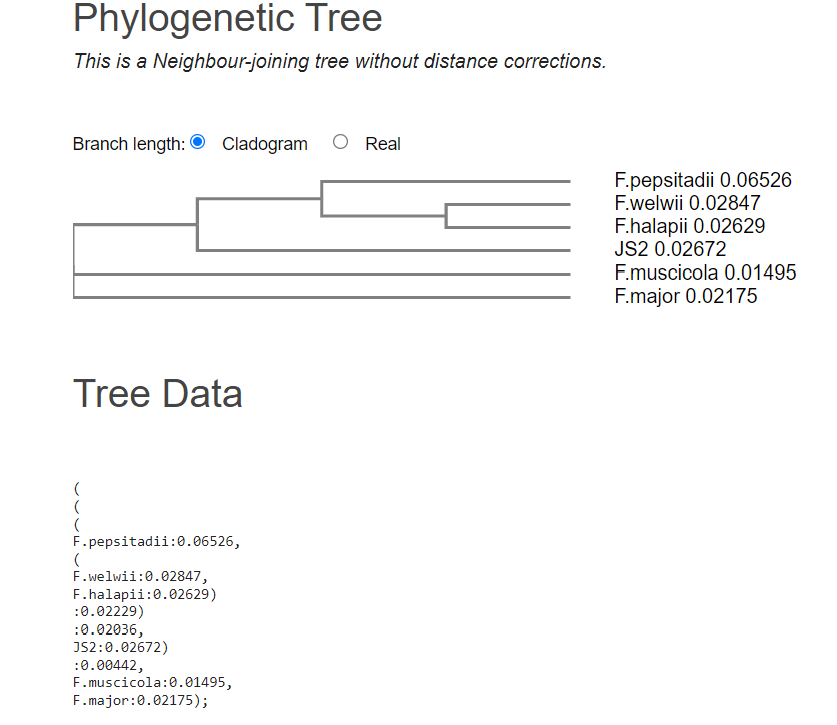 Phylogenetic Tree
This is a Neighbour-joining tree without distance corrections.
Branch length: Cladogram Real
F.pepsitadii 0.06526
F.welwii 0.02847
F.halapii 0.02629
JS2 0.02672
F.muscicola 0.01495
F.major 0.02175
Tree Data
(
(
(
F.pepsitadii:0.06526,
(
F.welwii:0.02847,
F.halapii:0.02629)
:0.02229)
:0.02036,
JS2:0.02672)
:0.00442,
F.muscicola:0.01495,
F.major:0.02175);